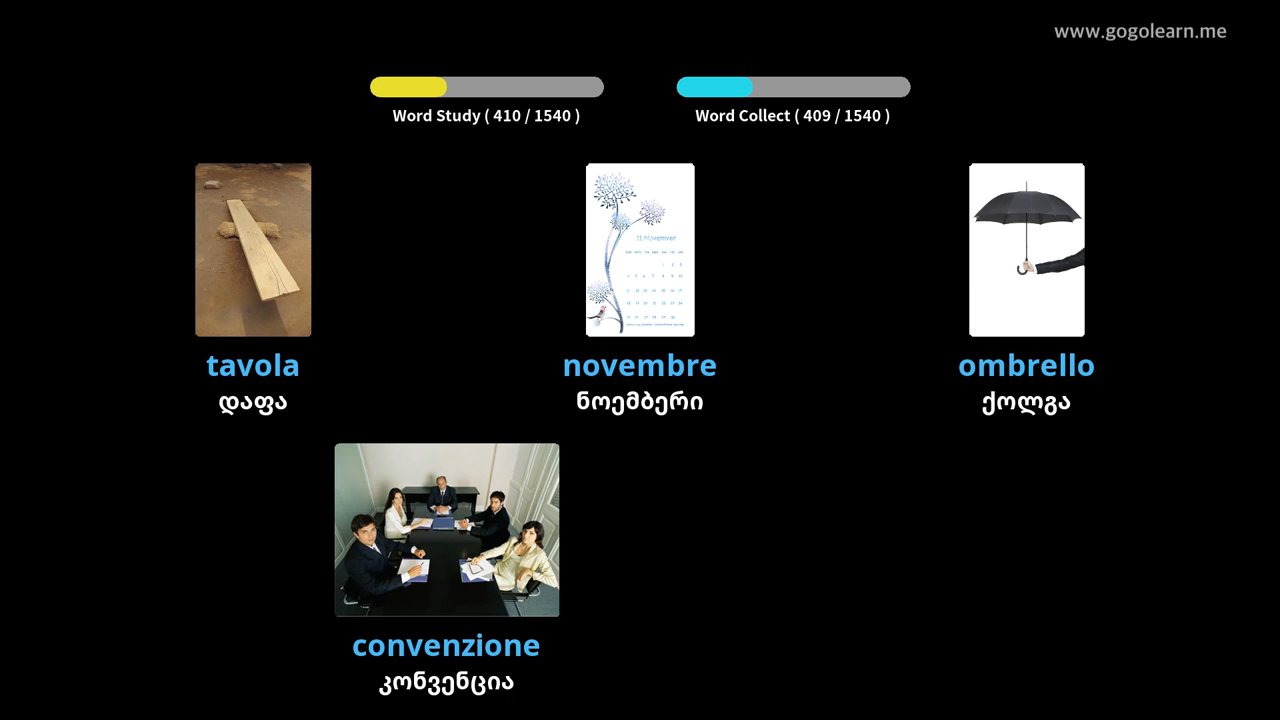 www.gogolearn.me
Word Study ( 410 / 1540 )
Word Collect ( 409 / 1540 )
tavola
დაფა
novembre
ნოემბერი
ombrello
ქოლგა
convenzione
კონვენცია